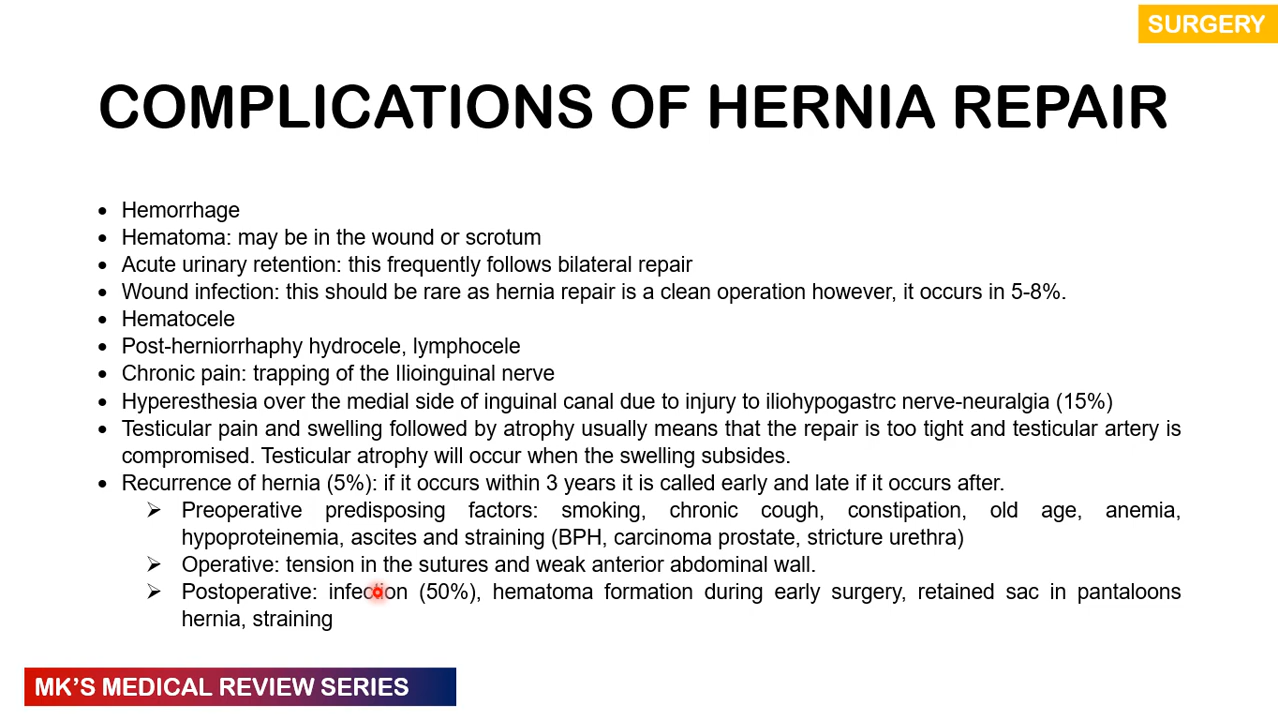 SURGERY
COMPLICATIONS OF HERNIA REPAIR
• Hemorrhage
• Hematoma: may be in the wound or scrotum
• Acute urinary retention: this frequently follows bilateral repair
• Wound infection: this should be rare as hernia repair is a clean operation however, it occurs in 5-8%.
• Hematocele
• Post-herniorrhaphy hydrocele, lymphocele
• Chronic pain: trapping of the Ilioinguinal nerve
• Hyperesthesia over the medial side of inguinal canal due to injury to iliohypogastrc nerve-neuralgia (15%)
• Testicular pain and swelling followed by atrophy usually means that the repair is too tight and testicular artery is
compromised. Testicular atrophy will occur when the swelling subsides.
• Recurrence of hernia (5%): if it occurs within 3 years it is called early and late if it occurs after.
➢ Preoperative predisposing factors: smoking, chronic cough, constipation, old age, anemia,
hypoproteinemia, ascites and straining (BPH, carcinoma prostate, stricture urethra)
➢ Operative: tension in the sutures and weak anterior abdominal wall.
➢ Postoperative: infection (50%), hematoma formation during early surgery, retained sac in pantaloons
hernia, straining
MK'S MEDICAL REVIEW SERIES